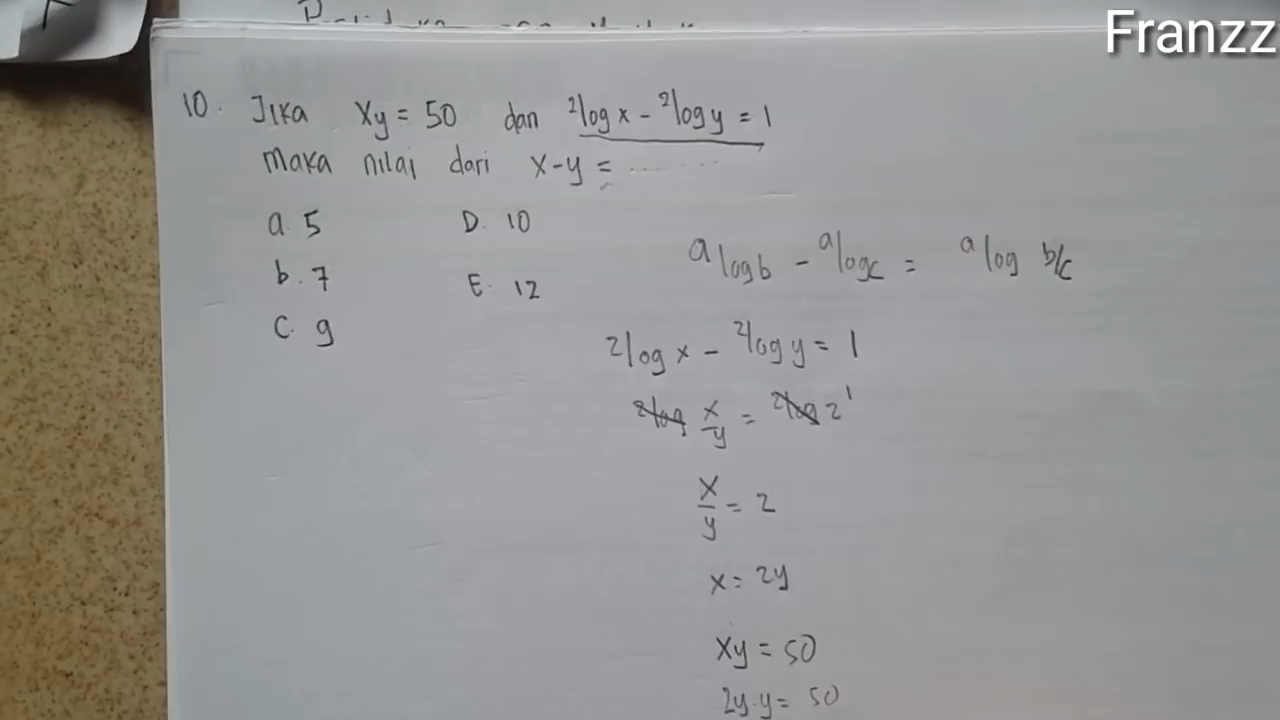 Franzz
10. Jika xy = 50 dan ²log x - ²log y = 1
Maka nilai dari x-y = .......
a. 5 D. 10
b. 7 E. 12
C. 9
ᵃlog b - ᵃlog c = ᵃlog b/c
²log x - ²log y = 1
²log x/y = ²log 2¹
x/y = 2
x = 2y
xy = 50
2y.y = 50